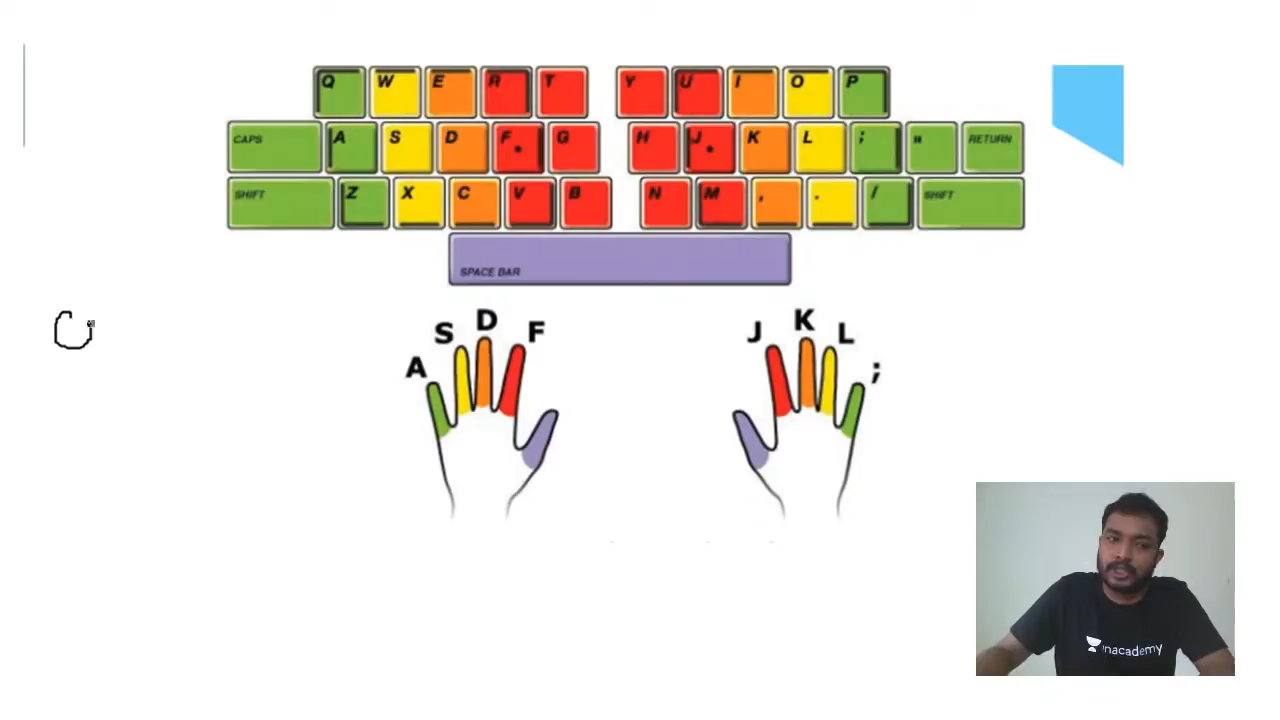 Q W E R T Y U I O P
CAPS A S D F G H J K L ; " RETURN
SHIFT Z X C V B N M , . / SHIFT
SPACE BAR
A S D F J K L ;
unacademy